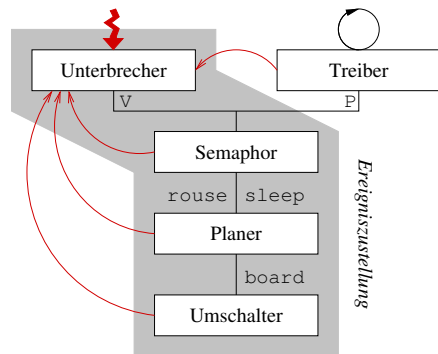 Unterbrecher
Treiber
V
P
Semaphor
rouse
sleep
Planer
board
Umschalter
Ereigniszustellung